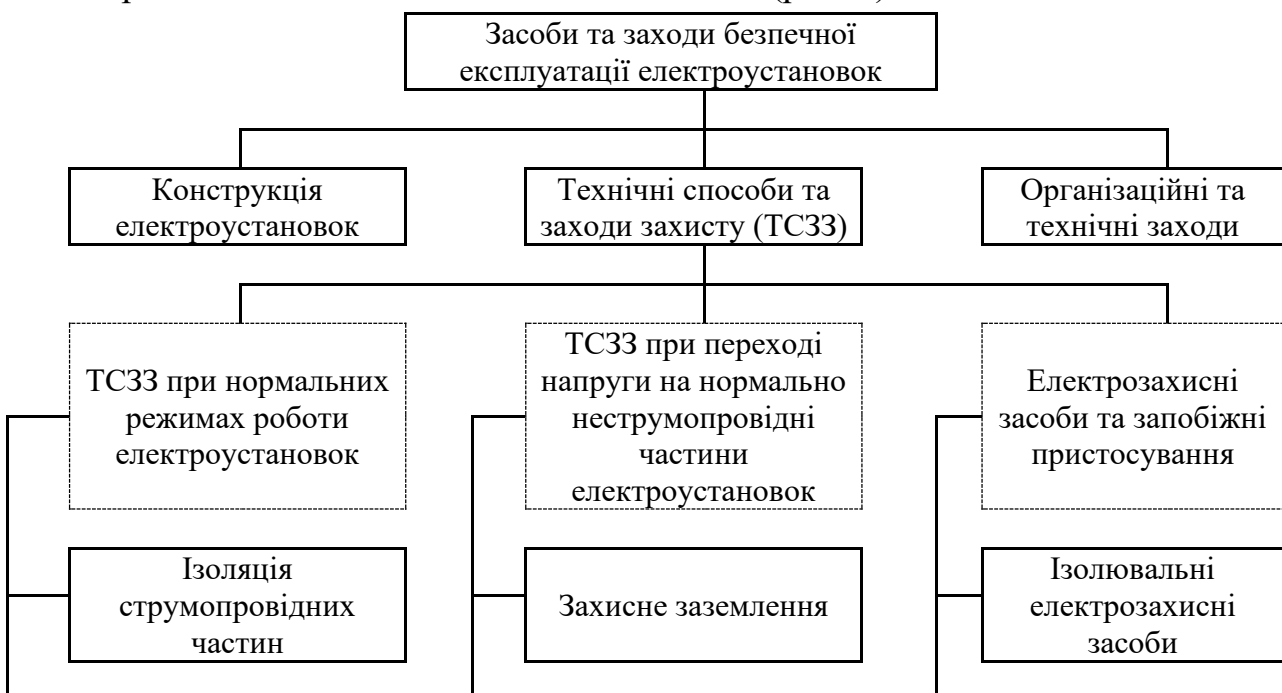 Засоби та заходи безпечної
експлуатації електроустановок
Конструкція
електроустановок
Технічні способи та
заходи захисту (ТСЗЗ)
Організаційні та
технічні заходи
ТСЗЗ при нормальних
режимах роботи
електроустановок
ТСЗЗ при переході
напруги на нормально
неструмопровідні
частини
електроустановок
Електрозахисні
засоби та запобіжні
пристосування
Ізоляція
струмопровідних
частин
Захисне заземлення
Ізолювальні
електрозахисні
засоби